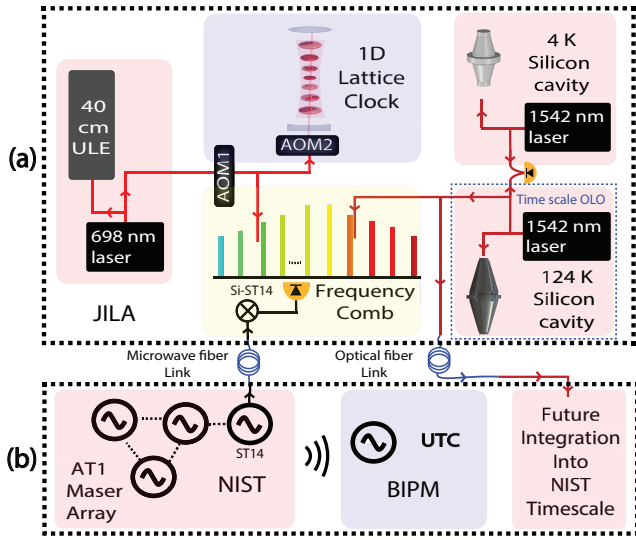 (a)
40
cm
ULE
698 nm
laser
JILA
1D
Lattice
Clock
AOM1
AOM2
4 K
Silicon
cavity
1542 nm
laser
Time scale OLO
1542 nm
laser
124 K
Silicon
cavity
Si-ST14
Frequency
Comb
Microwave fiber
Link
Optical fiber
Link
(b)
AT1
Maser
Array
ST14
NIST
UTC
BIPM
Future
Integration
Into
NIST
Timescale